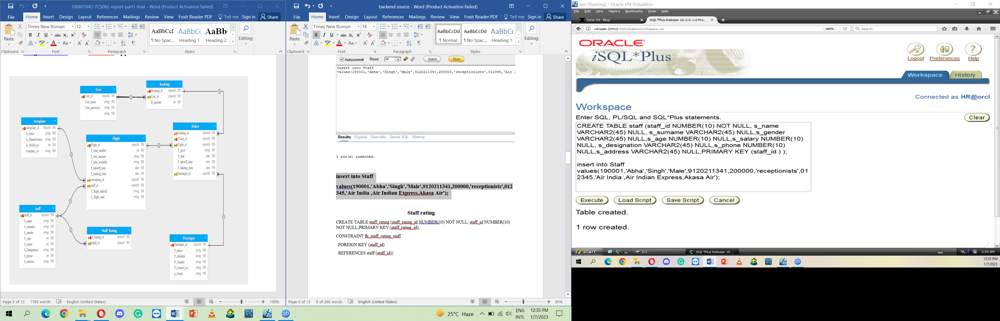 100601642-7CS082-report-part1 final - Word (Product Activation Failed)
File Home Insert Design Layout References Mailings Review View Foxit Reader PDF Tell me Sign in Share
Paste
Times New Roman 12
B I U abc x₂ x²
AaBbCcI AaBbC( AaBb
¶ No Spac... Heading 1 Heading 2
Editing
Clipboard Font Paragraph Styles
User
User_id objectId NN
User_name string NN
User_password string NN
string NN
booking
Booking_id objectId NN
User_id objectId NN
B_amount int NN
Aeroplane
Aeroplane_id objectId NN
A_name string NN
A_Manufacturer string NN
A_Model_no int NN
Company_id string NN
Flight
Flight_id objectId NN
F_Seat_number int NN
F_seat_amount string NN
F_seat_available string NN
F_takeoff_time date NN
F_landing_time date NN
Aeroplane_id objectId NN
staff_id objectId NN
C_flight_takeoff string NN
C_flight_land string NN
Ticket
booking_id objectId NN
Ticket_id objectId NN
Flight_id objectId NN
T_price string NN
T_date date NN
F_takeoff_time date NN
F_landing_time date NN
Passenger_id objectId NN
staff
Staff_id objectId NN
S_name string NN
S_surname string NN
S_gender string NN
S_age int NN
S_salary int NN
S_Designation string NN
S_phone int NN
S_address string NN
Staff_Rating
S_Rating_id objectId NN
Staff_id objectId NN
Passenger
Passenger_id objectId NN
P_name string NN
P_surname string NN
P_Gender string NN
P_Contact_no string NN
p_Gmail string NN
Page 5 of 12 1783 words English (United States) 100%
backend source - Word (Product Activation Failed)
File Home Insert Design Layout References Mailings Review View Foxit Reader PDF Tell me Sign in Share
Paste
Times New Roman 14
B I U abc x₂ x²
AaBbCcDd AaBbCcDd AaBbC(
¶ Normal ¶ No Spac... Heading 1
Editing
Clipboard Font Paragraph Styles
Autocommit Rows 10 Save Run
insert into Staff
values(190001,'Abha','Singh','Male',9120211341,200000,'receptionists',012345,'Air I
Results Explain Describe Saved SQL History
1 row(s) inserted.
insert into Staff
values(190001,'Abha','Singh','Male',9120211341,200000,'receptionists',012
345,'Air India ,Air Indian Express,Akasa Air');
Staff rating
CREATE TABLE staff_rating (staff_rating_id NUMBER(10) NOT NULL, staff_id NUMBER(10)
NOT NULL,PRIMARY KEY (staff_rating_id),
CONSTRAINT fk_staff_rating_staff
FOREIGN KEY (staff_id)
REFERENCES staff (staff_id))
Page 6 of 13 9 of 266 words English (United States) 80%
25°C Haze ENG INTL 12:35 PM 1/7/2023
win [Running] - Oracle VM VirtualBox
File Edit View History Bookmarks Tools Help
Zone 94 - Blog iSQL*Plus Release 10.2.0.1.0 Pro...
winxpie-22412:5560/isqlplus/workspace.uix 160% Search
ORACLE
iSQL*Plus
Logout Preferences Help
Workspace History
Connected as HR@orcl
Workspace
Enter SQL, PL/SQL and SQL*Plus statements.
Clear
CREATE TABLE staff (staff_id NUMBER(10) NOT NULL, s_name
VARCHAR2(45) NULL, s_surname VARCHAR2(45) NULL,s_gender
VARCHAR2(45) NULL,s_age NUMBER(10) NULL,s_salary NUMBER(10)
NULL, s_designation VARCHAR2(45) NULL,s_phone NUMBER(10)
NULL,s_address VARCHAR2(45) NULL,PRIMARY KEY (staff_id ) );
insert into Staff
values(190001,'Abha','Singh','Male',9120211341,200000,'receptionists',01
2345,'Air India ,Air Indian Express,Akasa Air');
Execute Load Script Save Script Cancel
Table created.
1 row created.
start C:\ iSQL*Plus Release 10... 1:35 AM
12:35 PM
1/7/2023